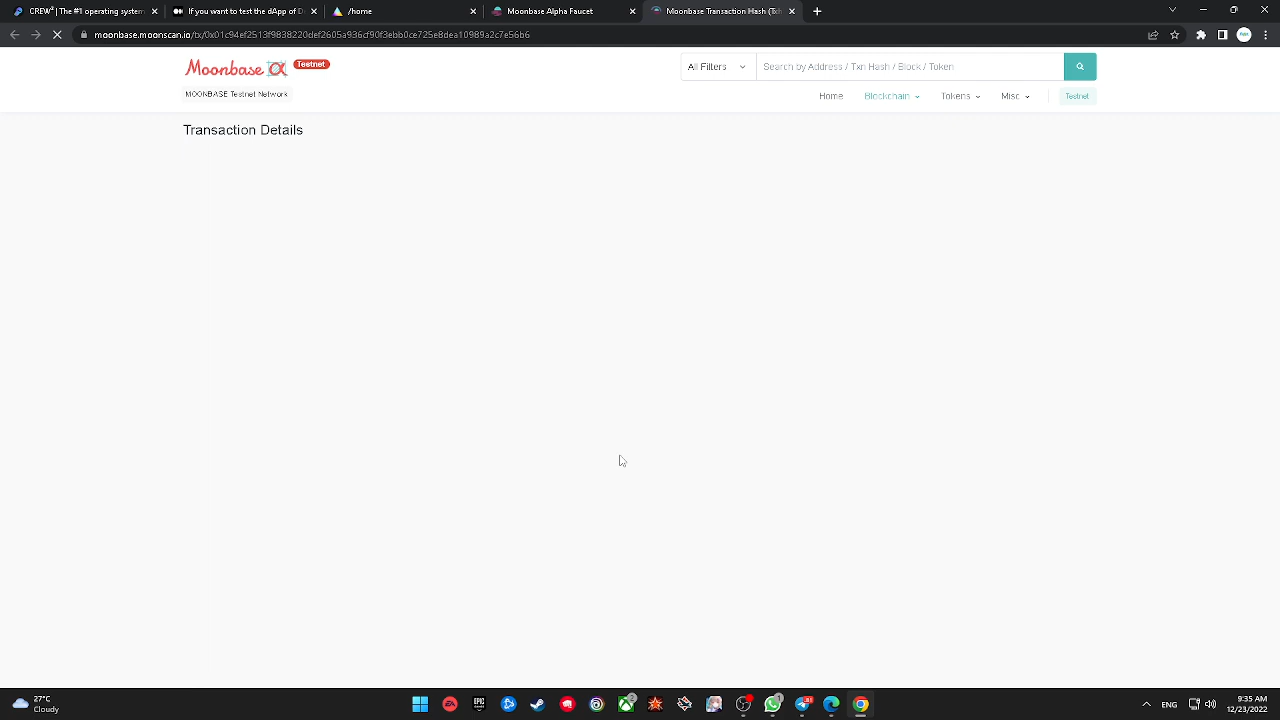 CREW³ | The #1 operating system
If you want to test the dApp of D
/home
Moonbase Alpha Faucet
Moonbase Transaction Hash (Txh
moonbase.moonscan.io/tx/0x01c94ef2513f9838220def2605a936cf90f3ebb0ce725e8dea10989a2c7e56b6
Moonbase α Testnet
MOONBASE Testnet Network
All Filters
Search by Address / Txn Hash / Block / Token
Home
Blockchain
Tokens
Misc
Testnet
Transaction Details
27°C
Cloudy
ENG
9:35 AM
12/23/2022